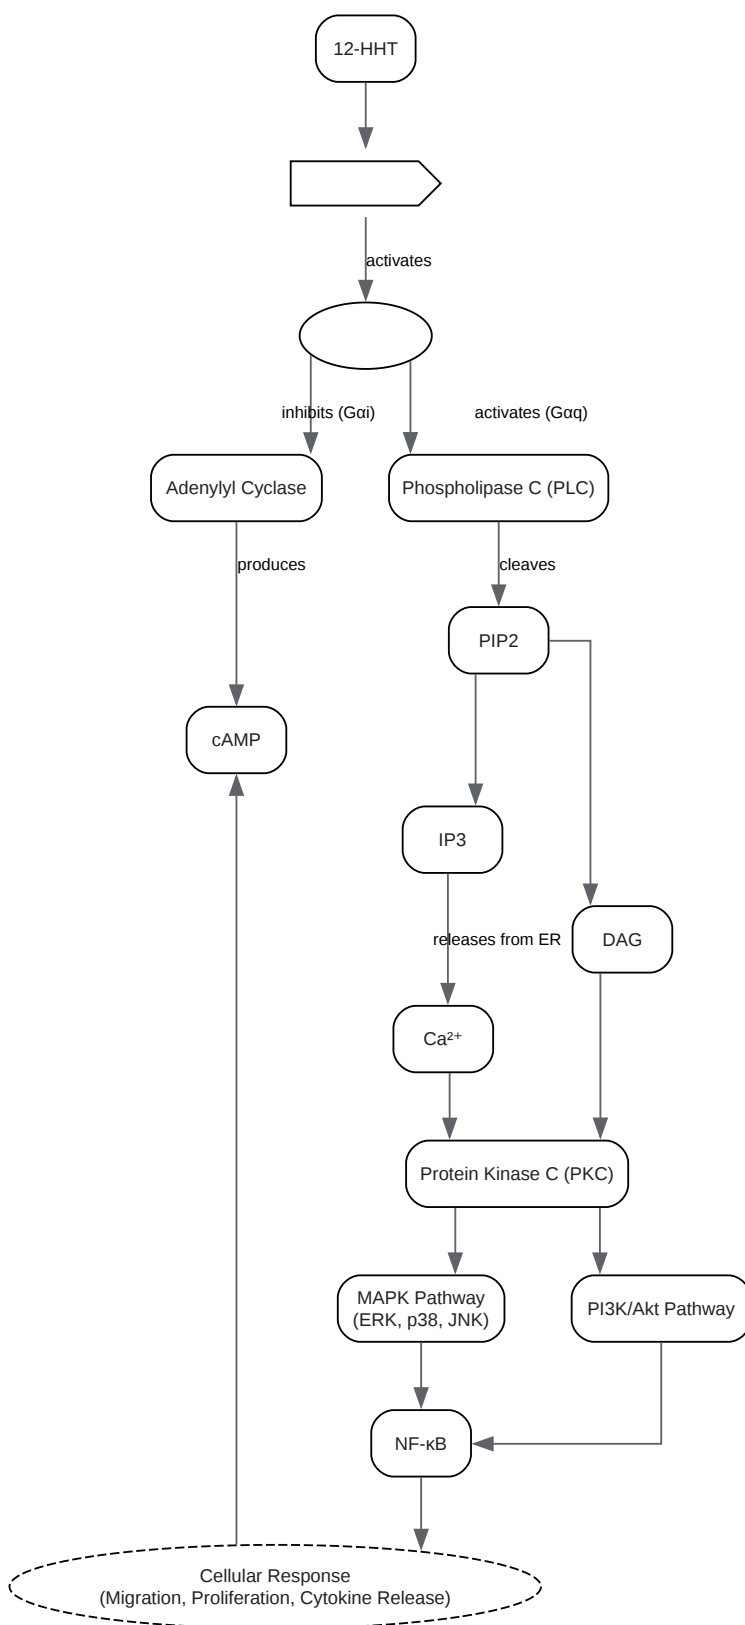 12-HHT
activates
inhibits (Gαi)
activates (Gαq)
Adenylyl Cyclase
Phospholipase C (PLC)
produces
cleaves
PIP2
cAMP
IP3
releases from ER
DAG
Ca²⁺
Protein Kinase C (PKC)
MAPK Pathway
(ERK, p38, JNK)
PI3K/Akt Pathway
NF-κB
Cellular Response
(Migration, Proliferation, Cytokine Release)